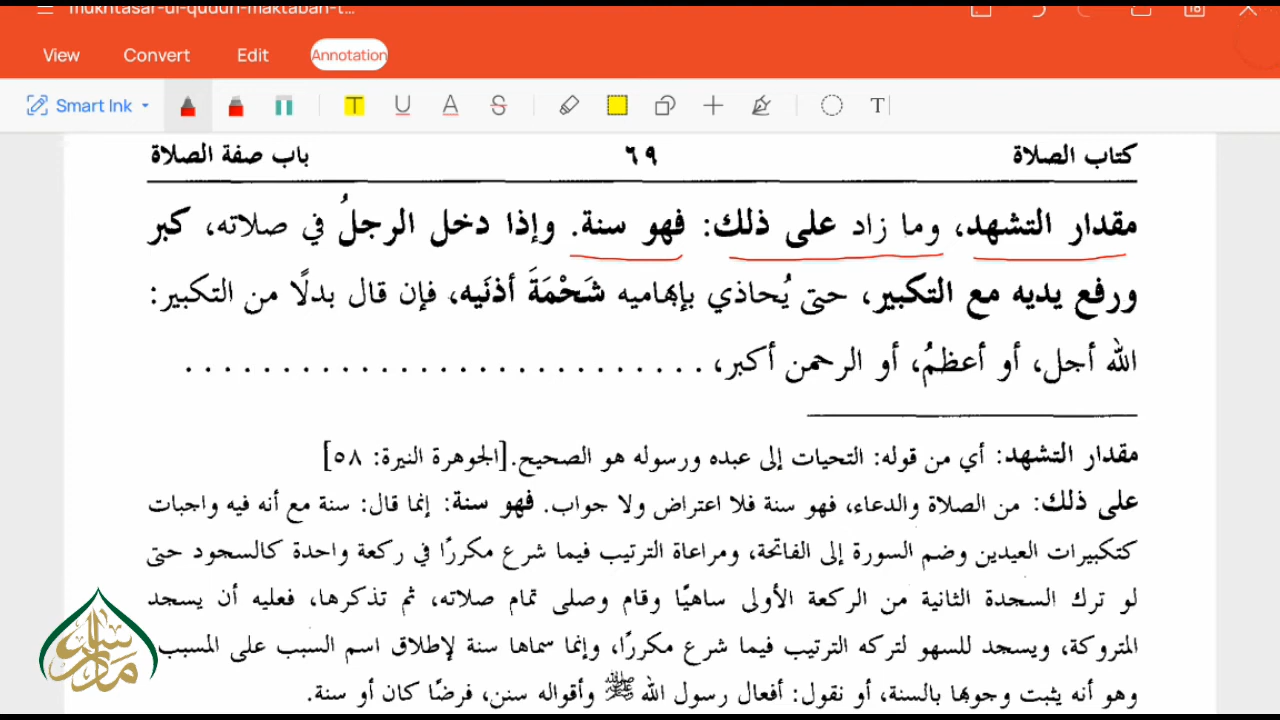 mukhtasar-ul-quduri-maktabah-t...
18
View Convert Edit Annotation
Smart Ink
كتاب الصلاة ٦٩ باب صفة الصلاة
مقدار التشهد، وما زاد على ذلك: فهو سنة. وإذا دخل الرجلُ في صلاته، كبر
ورفع يديه مع التكبير، حتى يُحاذي بإبهاميه شَحْمَةَ أذنَيه، فإن قال بدلًا من التكبير:
الله أجل، أو أعظمُ، أو الرحمن أكبر، . . . . . . . . . . . . . . . . . . . . . . . . . . .
مقدار التشهد: أي من قوله: التحيات إلى عبده ورسوله هو الصحيح. [الجوهرة النيرة: ٥٨]
على ذلك: من الصلاة والدعاء، فهو سنة فلا اعتراض ولا جواب. فهو سنة: إنما قال: سنة مع أنه فيه واجبات
كتكبيرات العيدين وضم السورة إلى الفاتحة، ومراعاة الترتيب فيما شرع مكررًا في ركعة واحدة كالسجود حتى
لو ترك السجدة الثانية من الركعة الأولى ساهيًا وقام وصلى تمام صلاته، ثم تذكرها، فعليه أن يسجد
المتروكة، ويسجد للسهو لتركه الترتيب فيما شرع مكررًا، وإنما سماها سنة لإطلاق اسم السبب على المسبب
وهو أنه يثبت وجوبها بالسنة، أو نقول: أفعال رسول الله ﷺ وأقواله سنن، فرضًا كان أو سنة.